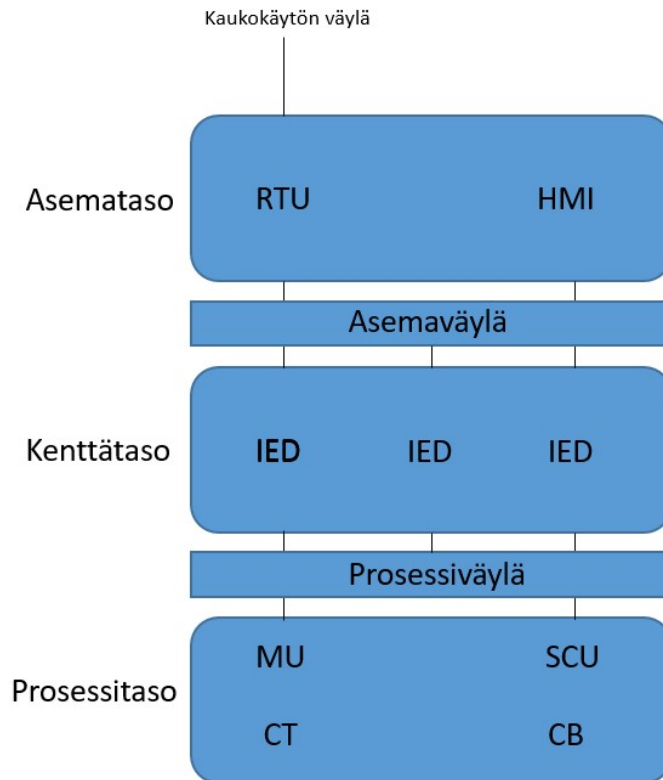 Kaukokäytön väylä
Asemataso
RTU
HMI
Asemaväylä
Kenttätaso
IED
IED
IED
Prosessiväylä
Prosessitaso
MU
SCU
CT
CB